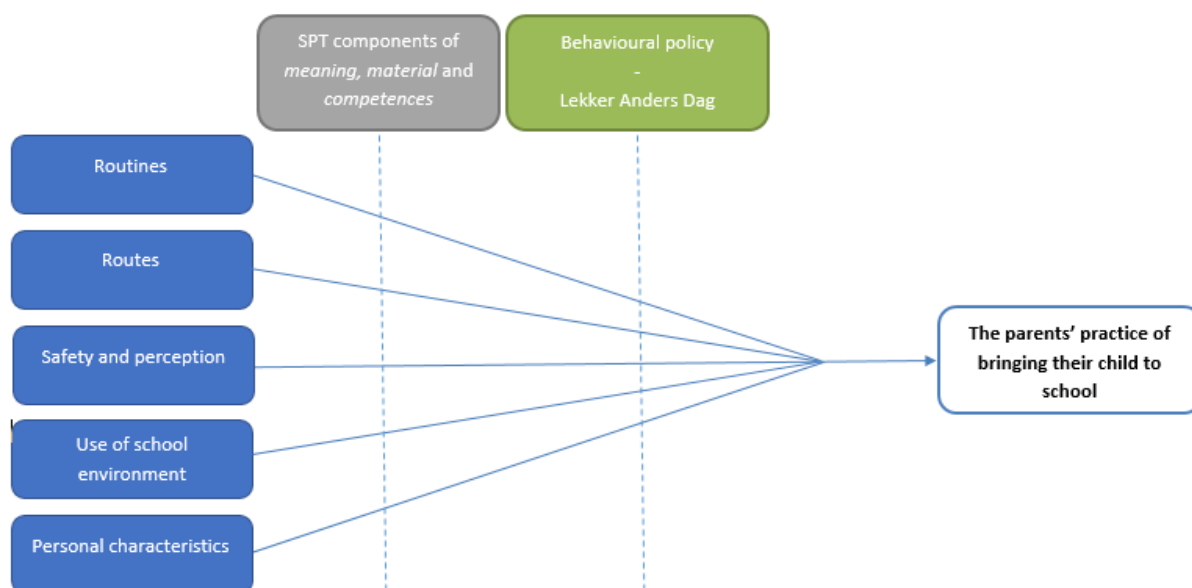 SPT components of
meaning, material and
competences
Behavioural policy
-
Lekker Anders Dag
Routines
Routes
Safety and perception
Use of school
environment
Personal characteristics
The parents’ practice of
bringing their child to
school